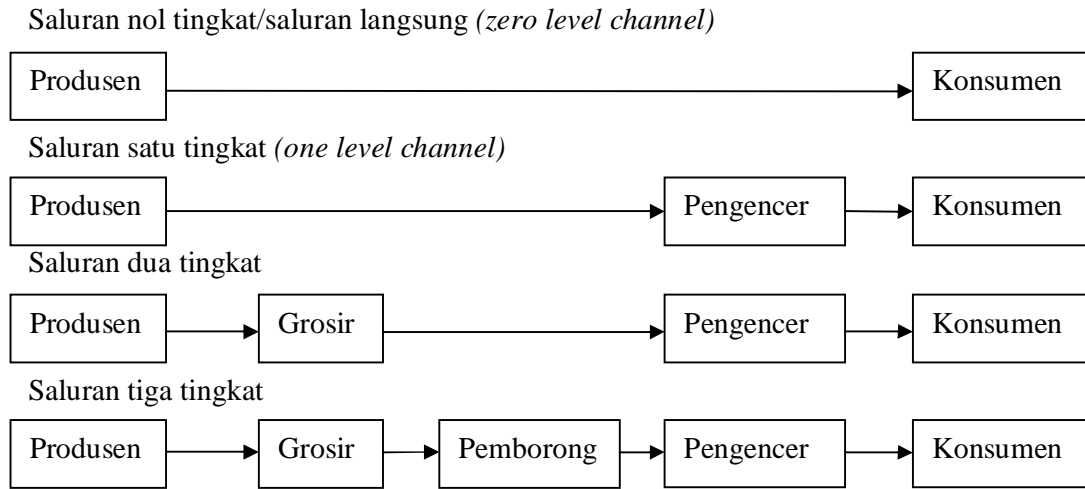 Saluran nol tingkat/saluran langsung (zero level channel)
Produsen Konsumen
Saluran satu tingkat (one level channel)
Produsen Pengencer Konsumen
Saluran dua tingkat
Produsen Grosir Pengencer Konsumen
Saluran tiga tingkat
Produsen Grosir Pemborong Pengencer Konsumen